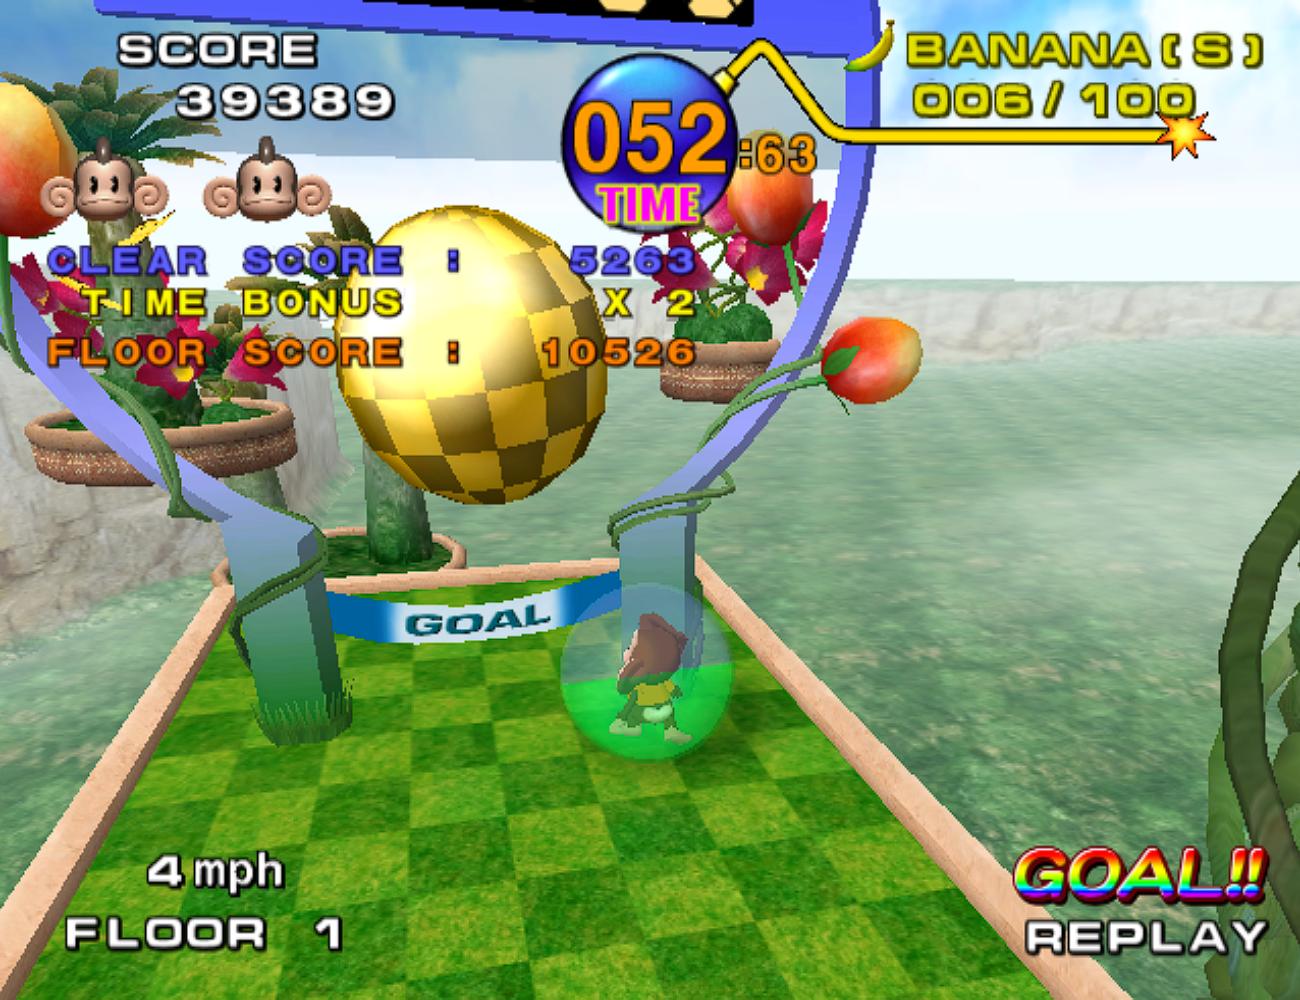 SCORE
39389
052:63
TIME
BANANA(S)
006/100
CLEAR SCORE : 5263
TIME BONUS X 2
FLOOR SCORE : 10526
GOAL
4 mph
FLOOR 1
GOAL!!
REPLAY